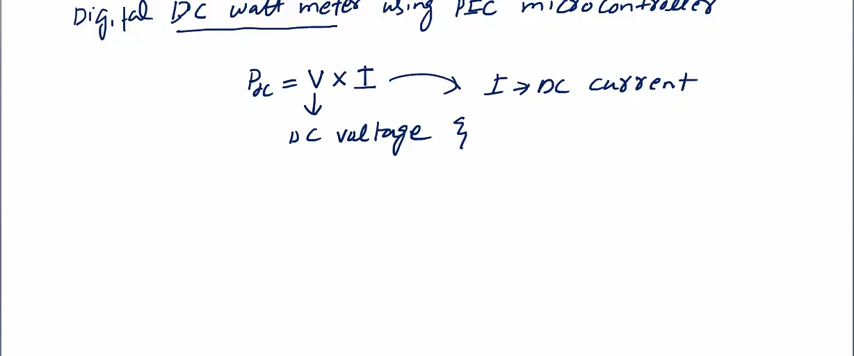 Digital DC watt meter using PIC microcontroller
Pdc = V × I → I → DC current
↓
DC voltage }